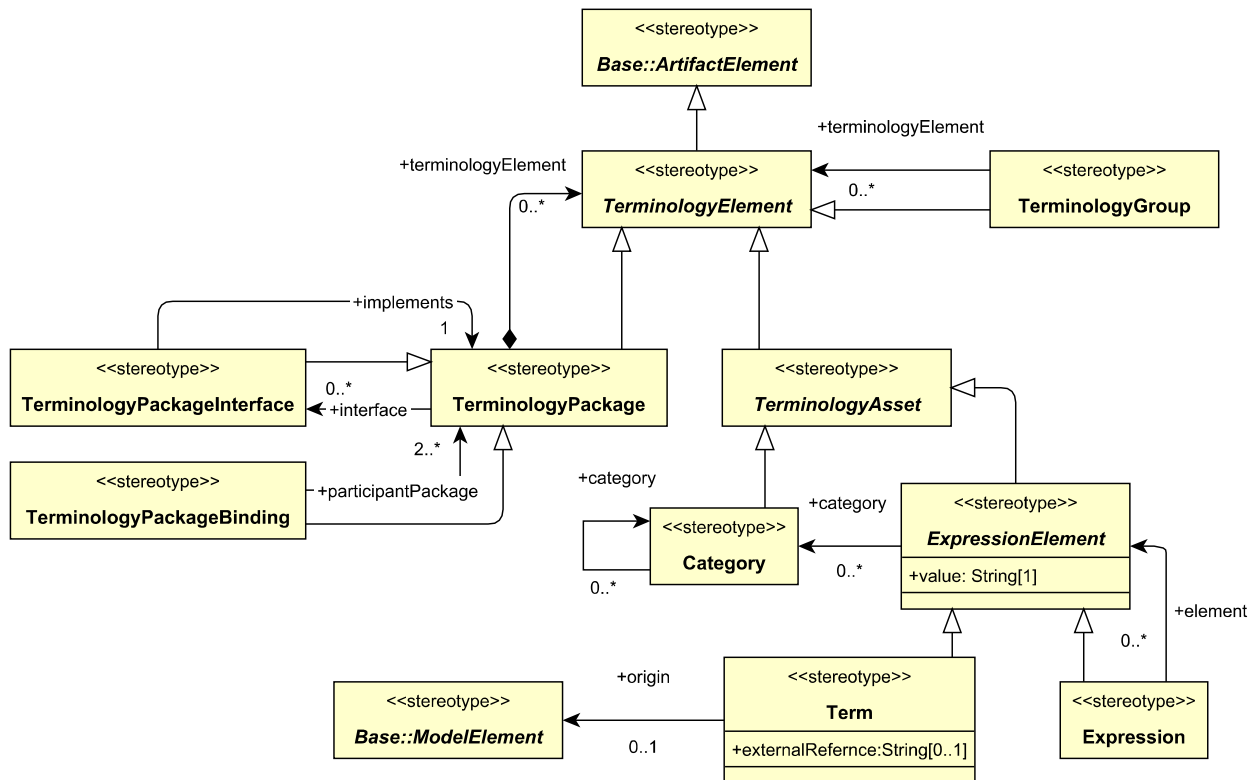 <<stereotype>>
Base::ArtifactElement
+terminologyElement
+terminologyElement
<<stereotype>>
TerminologyElement
0..*
0..*
<<stereotype>>
TerminologyGroup
+implements
1
<<stereotype>>
TerminologyPackageInterface
0..*
+interface
<<stereotype>>
TerminologyPackage
<<stereotype>>
TerminologyAsset
2..*
+participantPackage
<<stereotype>>
TerminologyPackageBinding
+category
<<stereotype>>
Category
0..*
+category
0..*
<<stereotype>>
ExpressionElement
+value: String[1]
+element
0..*
+origin
0..1
<<stereotype>>
Base::ModelElement
<<stereotype>>
Term
+externalRefernce:String[0..1]
<<stereotype>>
Expression